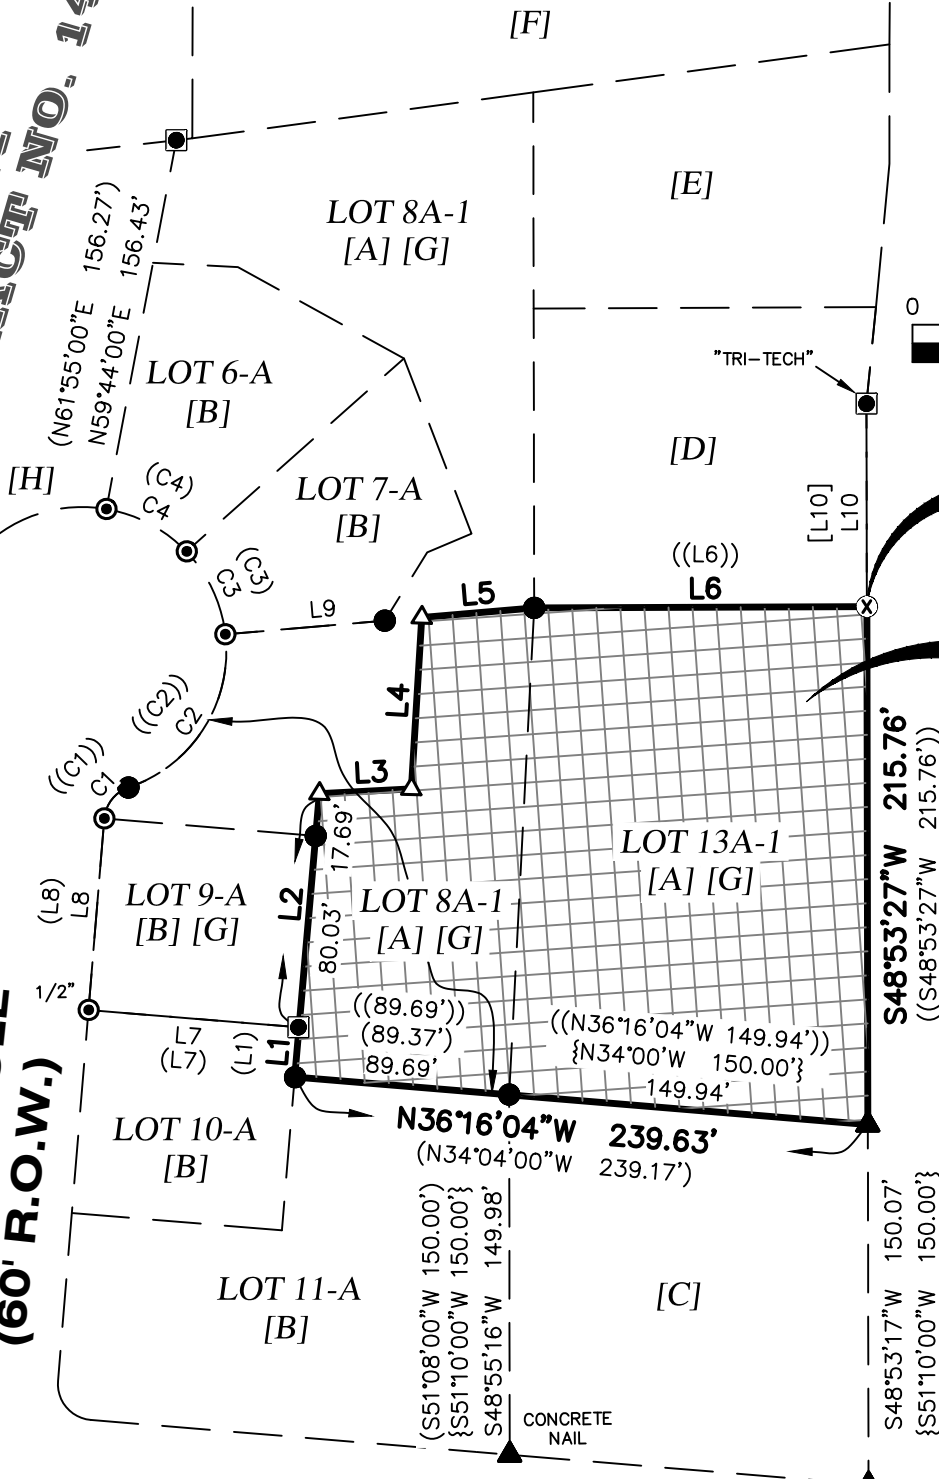 [F]
NO. 14
[E]
LOT 8A-1
[A] [G]
(N61°55'00"E 156.27')
N59°44'00"E 156.43'
0
"TRI-TECH"
LOT 6-A
[B]
[D]
[H]
(C4)
C4
LOT 7-A
[B]
[L10]
L10
(C3)
C3
((L6))
L6
L5
L9
L4
((C2))
C2
((C1))
C1
L3
17.69'
LOT 13A-1
[A] [G]
S48°53'27"W 215.76'
((S48°53'27"W 215.76'))
LOT 9-A
[B] [G]
(L8)
L8
L2
80.03'
LOT 8A-1
[A] [G]
1/2"
((89.69'))
(89.37')
89.69'
((N36°16'04"W 149.94'))
{N34°00'W 150.00'}
149.94'
L7
(L7)
(L1)
L1
N36°16'04"W 239.63'
(N34°04'00"W 239.17')
LOT 10-A
[B]
(60' R.O.W.)
LOT 11-A
[B]
(S51°08'00"W 150.00')
{S51°10'00"W 150.00'}
S48°55'16"W 149.98'
[C]
S48°53'17"W 150.07'
{S51°10'00"W 150.00'}
CONCRETE
NAIL